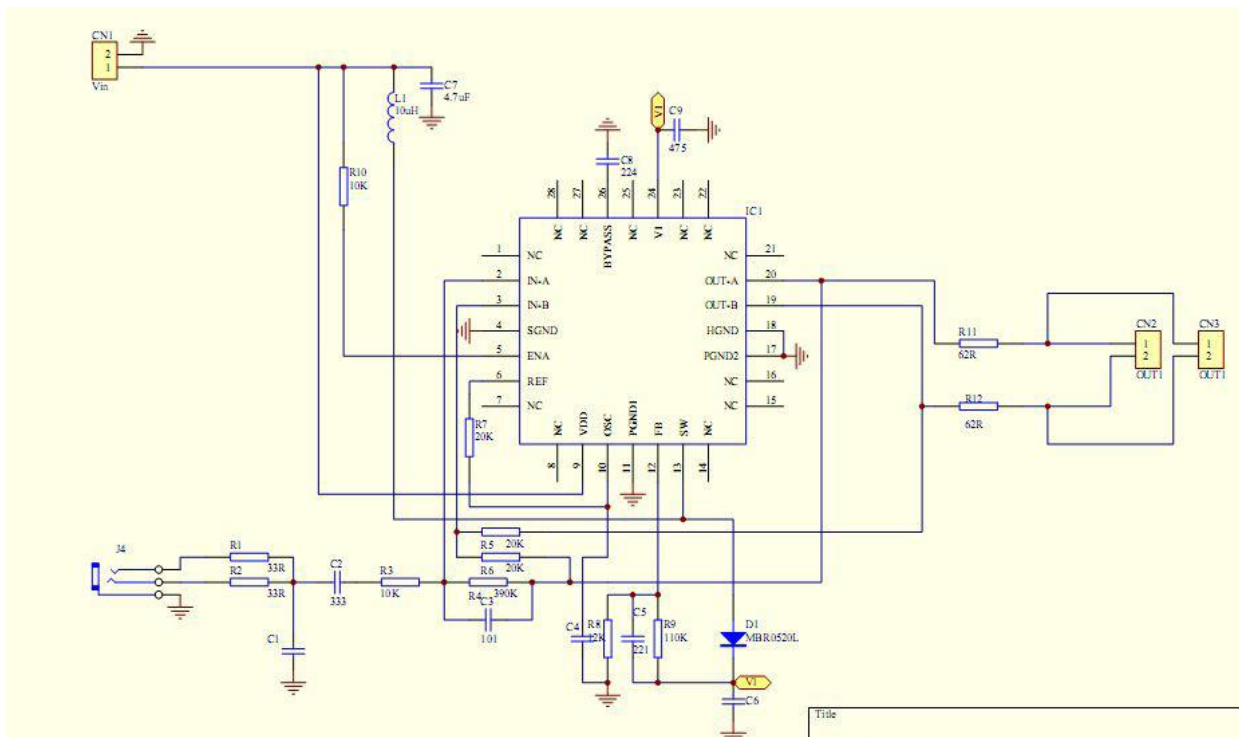 CN1
2
1
Vin
C7
4.7uF
L1
10uH
R10
10K
V1
C9
475
C8
224
28
27
26
25
24
23
22
NC
NC
BYPASS
NC
V1
NC
NC
IC1
1
NC
2
IN+A
3
IN+B
4
SGND
5
ENA
6
REF
7
NC
NC
21
OUT+A
20
OUT+B
19
HGND
18
PGND2
17
NC
16
NC
15
NC
VDD
OSC
PGND1
FB
SW
NC
8
9
10
11
12
13
14
R7
20K
R11
62R
R12
62R
CN2
1
2
OUT1
CN3
1
2
OUT1
J4
R1
33R
R2
33R
C2
333
R3
10K
R5
20K
20K
R6
R4
390K
C3
101
C1
C4
R8
12K
C5
221
R9
110K
D1
MBR0520L
V1
C6
Title